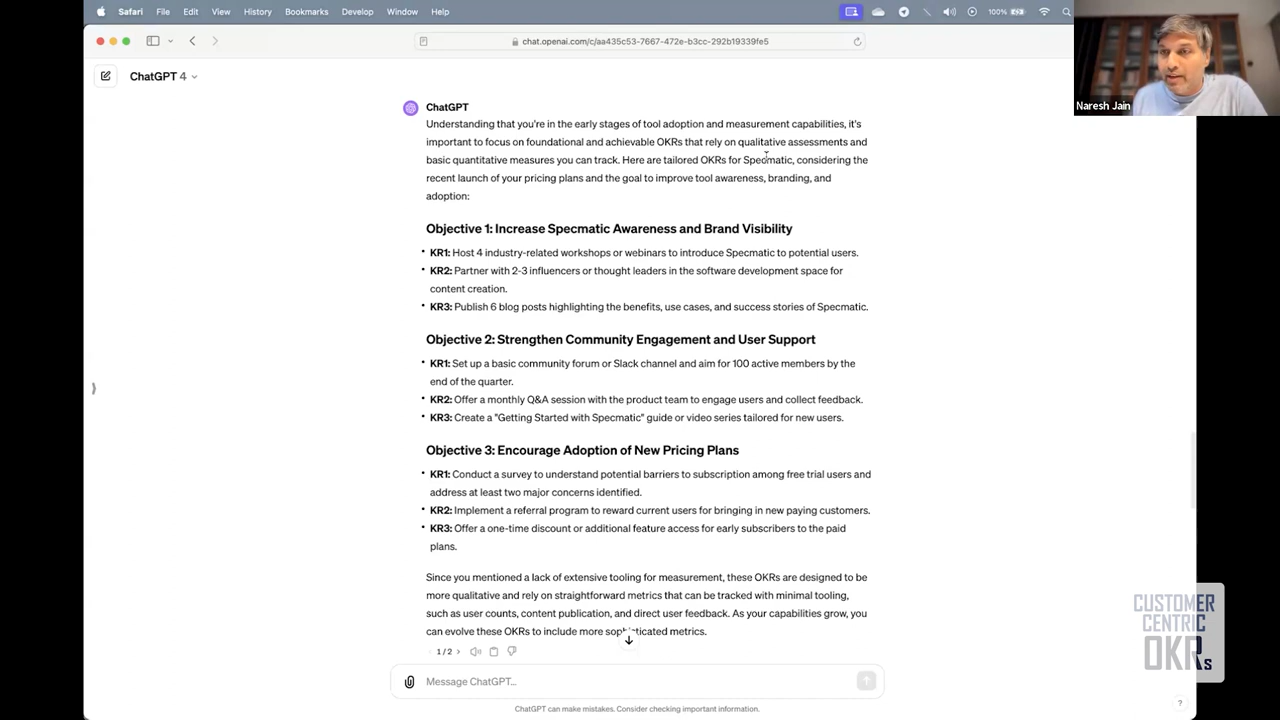 Safari File Edit View History Bookmarks Develop Window Help 100%
chat.openai.com/c/aa435c53-7667-472e-b3cc-292b19339fe5
ChatGPT 4
Naresh Jain
ChatGPT
Understanding that you're in the early stages of tool adoption and measurement capabilities, it's
important to focus on foundational and achievable OKRs that rely on qualitative assessments and
basic quantitative measures you can track. Here are tailored OKRs for Specmatic, considering the
recent launch of your pricing plans and the goal to improve tool awareness, branding, and
adoption:
Objective 1: Increase Specmatic Awareness and Brand Visibility
• KR1: Host 4 industry-related workshops or webinars to introduce Specmatic to potential users.
• KR2: Partner with 2-3 influencers or thought leaders in the software development space for
content creation.
• KR3: Publish 6 blog posts highlighting the benefits, use cases, and success stories of Specmatic.
Objective 2: Strengthen Community Engagement and User Support
• KR1: Set up a basic community forum or Slack channel and aim for 100 active members by the
end of the quarter.
• KR2: Offer a monthly Q&A session with the product team to engage users and collect feedback.
• KR3: Create a "Getting Started with Specmatic" guide or video series tailored for new users.
Objective 3: Encourage Adoption of New Pricing Plans
• KR1: Conduct a survey to understand potential barriers to subscription among free trial users and
address at least two major concerns identified.
• KR2: Implement a referral program to reward current users for bringing in new paying customers.
• KR3: Offer a one-time discount or additional feature access for early subscribers to the paid
plans.
Since you mentioned a lack of extensive tooling for measurement, these OKRs are designed to be
more qualitative and rely on straightforward metrics that can be tracked with minimal tooling,
such as user counts, content publication, and direct user feedback. As your capabilities grow, you
can evolve these OKRs to include more sophisticated metrics.
1 / 2
Message ChatGPT...
ChatGPT can make mistakes. Consider checking important information.
?
CUSTOMER
CENTRIC
OKRs